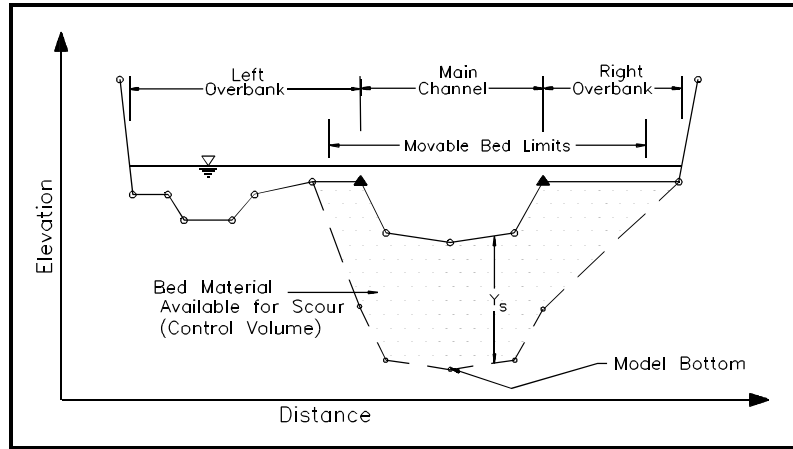 Left
Overbank
Main
Channel
Right
Overbank
Movable Bed Limits
Elevation
Bed Material
Available for Scour
(Control Volume)
Ys
Model Bottom
Distance